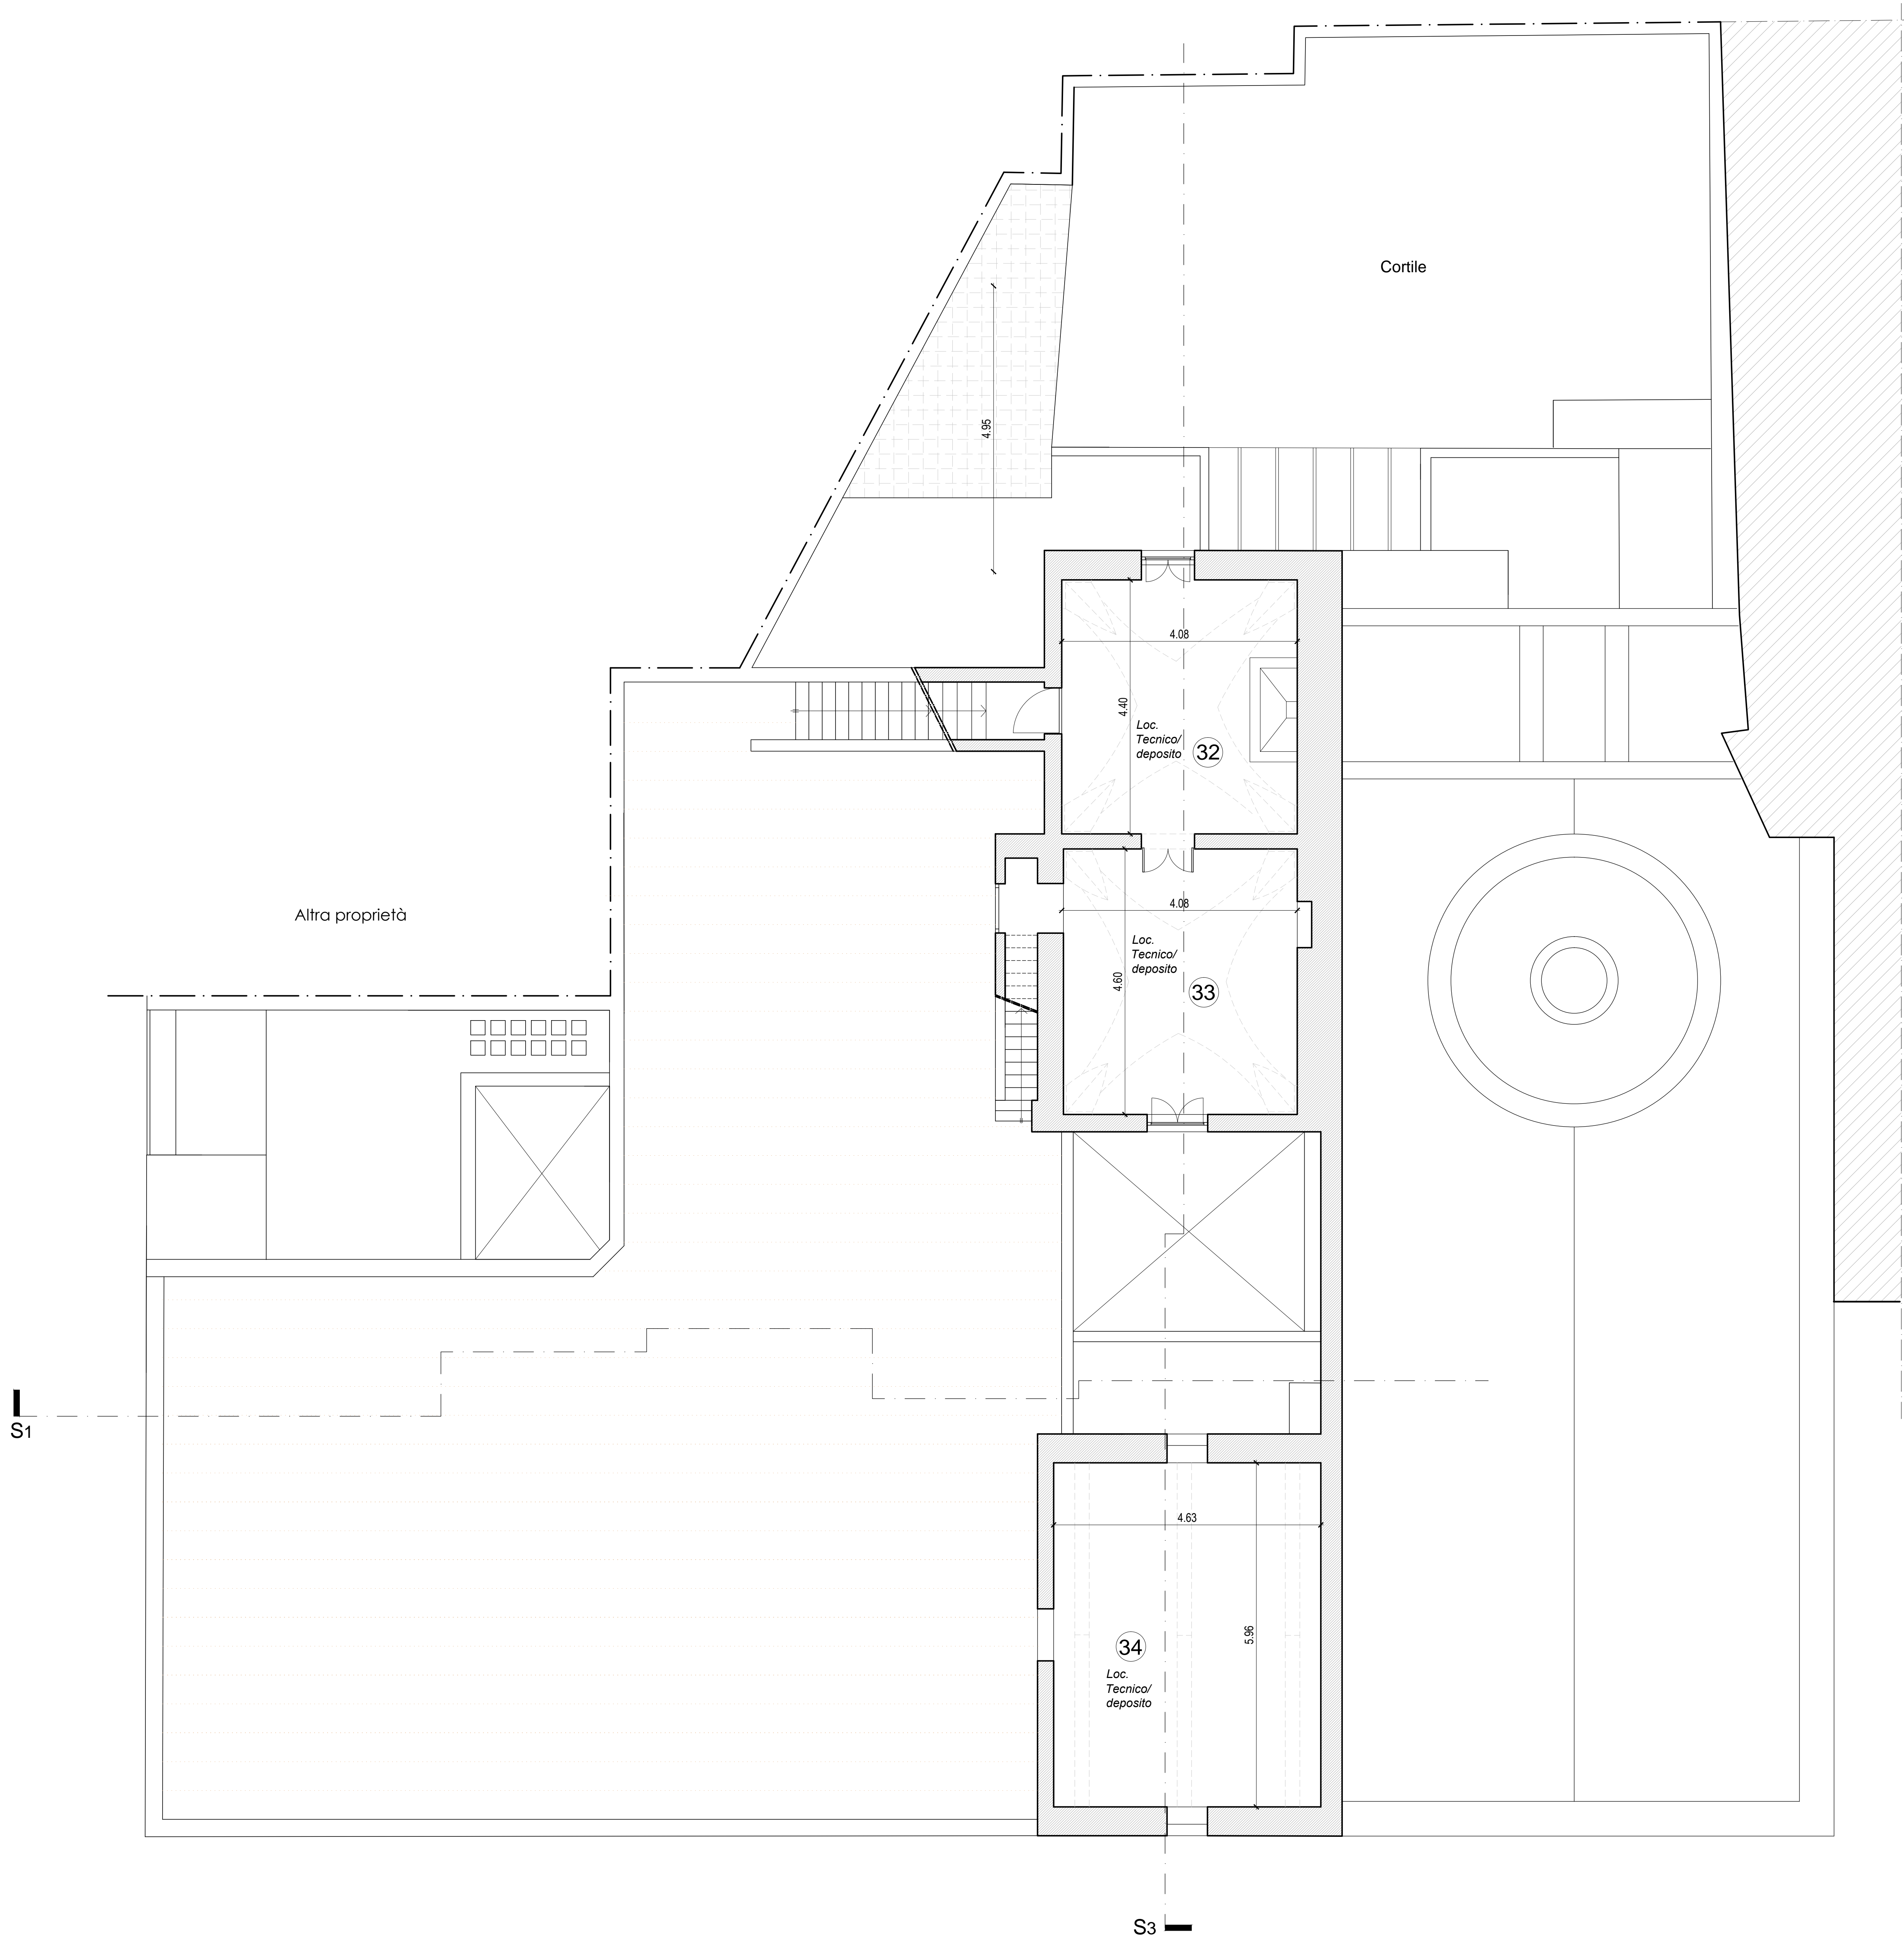 Cortile
4.95
4.08
4.40
Loc.
Tecnico/
deposito
32
Altra proprietà
4.08
Loc.
Tecnico/
deposito
4.60
33
S1
4.63
34
5.96
Loc.
Tecnico/
deposito
S3